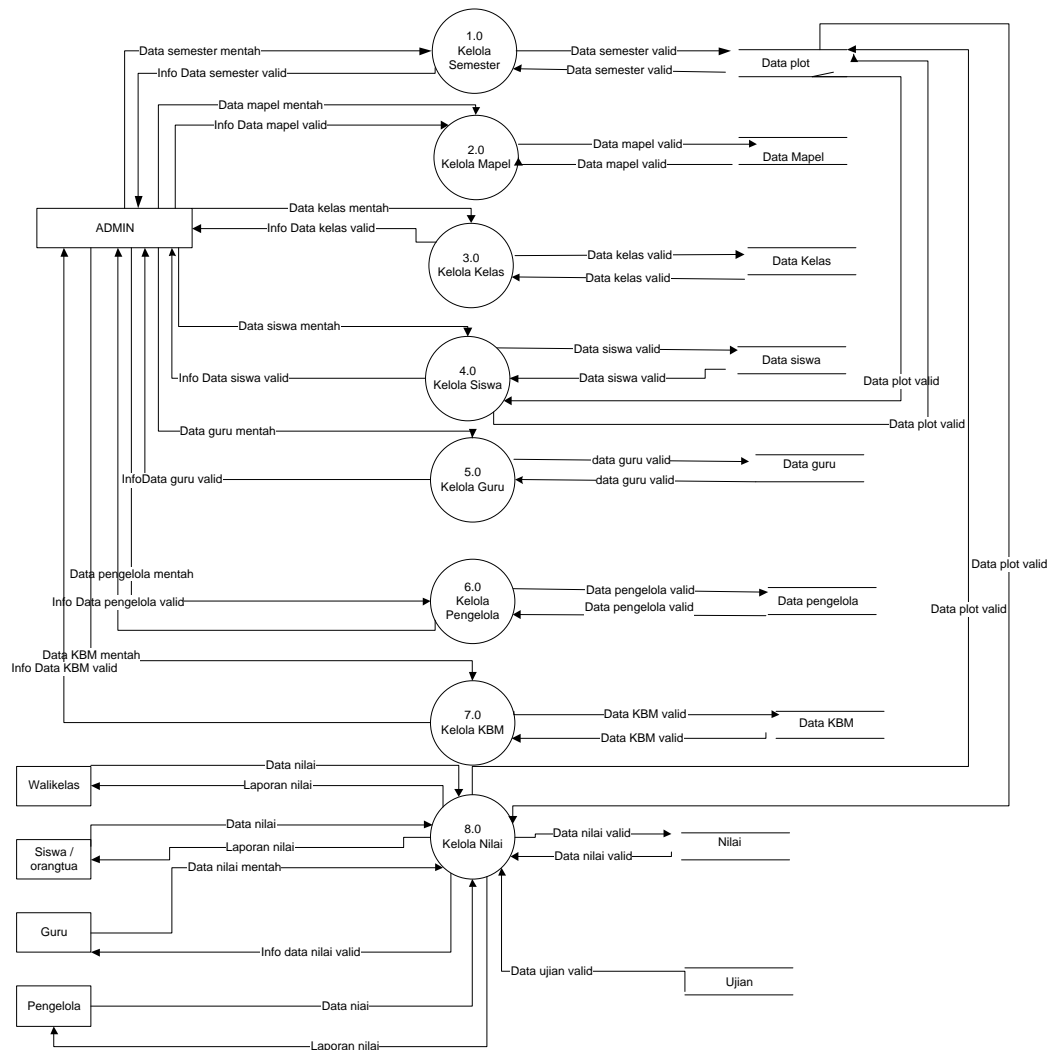 1.0
Kelola
Semester
Data semester mentah
Info Data semester valid
Data semester valid
Data semester valid
Data plot
Data mapel mentah
Info Data mapel valid
2.0
Kelola Mapel
Data mapel valid
Data mapel valid
Data Mapel
ADMIN
Data kelas mentah
Info Data kelas valid
3.0
Kelola Kelas
Data kelas valid
Data kelas valid
Data Kelas
Data siswa mentah
Info Data siswa valid
4.0
Kelola Siswa
Data siswa valid
Data siswa valid
Data siswa
Data plot valid
Data plot valid
Data guru mentah
InfoData guru valid
5.0
Kelola Guru
data guru valid
data guru valid
Data guru
Data plot valid
Data pengelola mentah
Info Data pengelola valid
6.0
Kelola
Pengelola
Data pengelola valid
Data pengelola valid
Data pengelola
Data plot valid
Data KBM mentah
Info Data KBM valid
7.0
Kelola KBM
Data KBM valid
Data KBM valid
Data KBM
Walikelas
Data nilai
Laporan nilai
Siswa /
orangtua
Data nilai
Laporan nilai
Data nilai mentah
8.0
Kelola Nilai
Data nilai valid
Data nilai valid
Nilai
Guru
Info data nilai valid
Data ujian valid
Ujian
Pengelola
Data niai
Laporan nilai